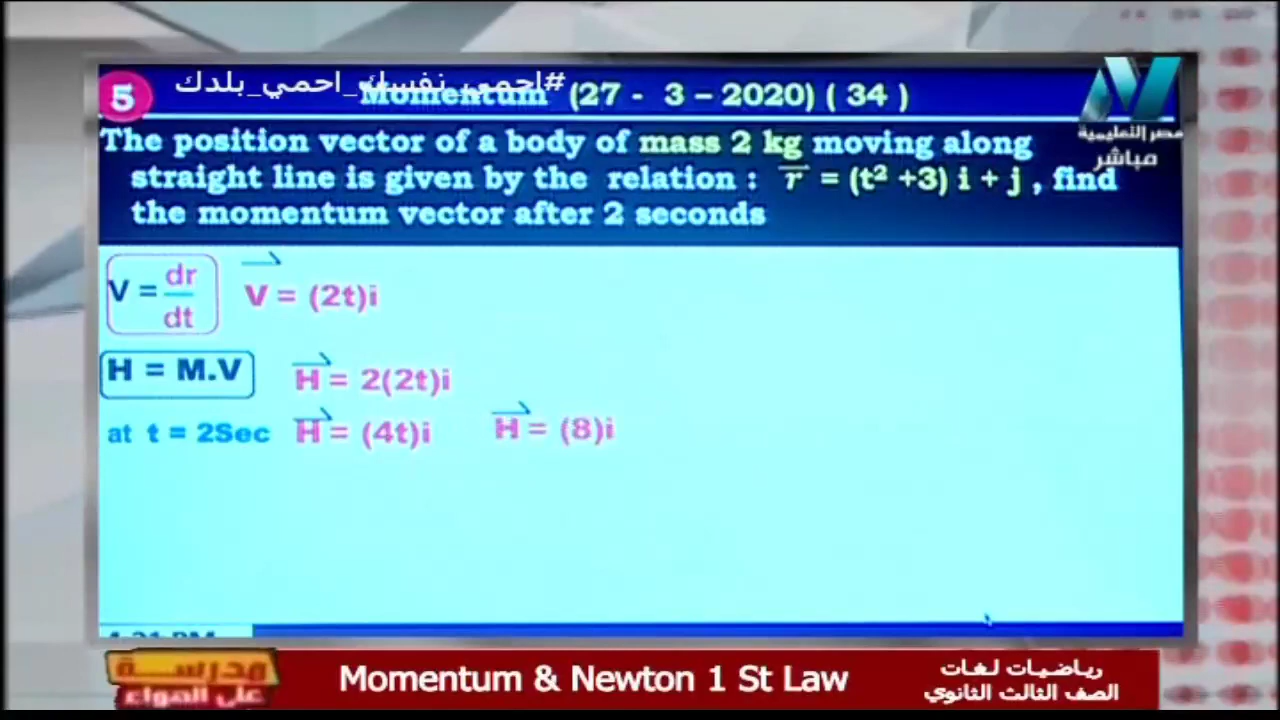 #احمي_نفسك_احمي_بلدك
5 Momentum (27 - 3 – 2020) ( 34 )
مصر التعليمية
مباشر
The position vector of a body of mass 2 kg moving along
straight line is given by the relation : r⃗ = (t² +3) i + j , find
the momentum vector after 2 seconds
V = dr/dt V⃗ = (2t)i
H = M.V H⃗ = 2(2t)i
at t = 2Sec H⃗ = (4t)i H⃗ = (8)i
مدرسة
على الهواء
Momentum & Newton 1 St Law
رياضيات لغات
الصف الثالث الثانوي